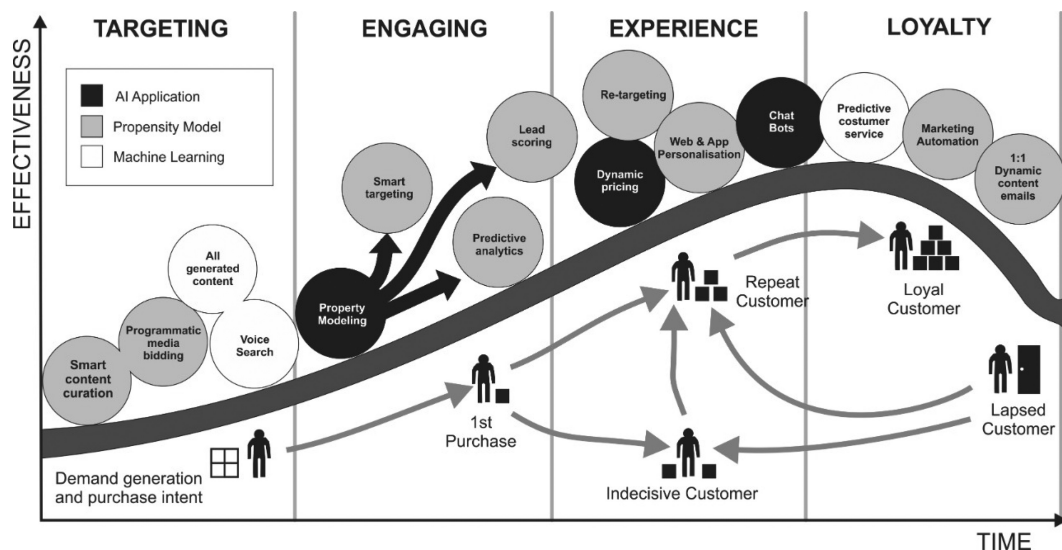 TARGETING
ENGAGING
EXPERIENCE
LOYALTY
EFFECTIVENESS
AI Application
Propensity Model
Machine Learning
Smart
content
curation
Programmatic
media
bidding
All
generated
content
Voice
Search
Property
Modeling
Smart
targeting
Lead
scoring
Predictive
analytics
Re-targeting
Dynamic
pricing
Web & App
Personalisation
Chat
Bots
Predictive
costumer
service
Marketing
Automation
1:1
Dynamic
content
emails
Demand generation
and purchase intent
1st
Purchase
Repeat
Customer
Indecisive Customer
Loyal
Customer
Lapsed
Customer
TIME